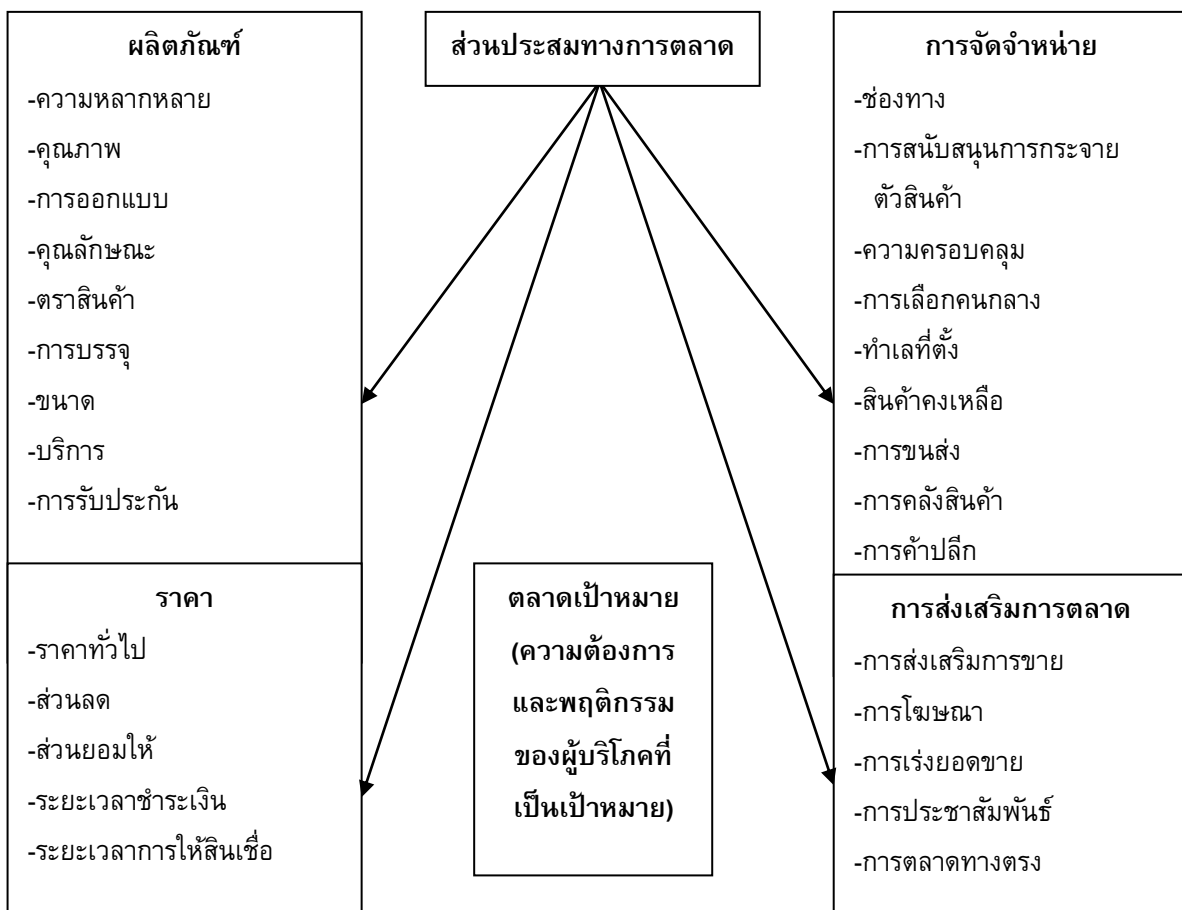 ผลิตภัณฑ์
-ความหลากหลาย
-คุณภาพ
-การออกแบบ
-คุณลักษณะ
-ตราสินค้า
-การบรรจุ
-ขนาด
-บริการ
-การรับประกัน
ส่วนประสมทางการตลาด
การจัดจำหน่าย
-ช่องทาง
-การสนับสนุนการกระจาย
ตัวสินค้า
-ความครอบคลุม
-การเลือกคนกลาง
-ทำเลที่ตั้ง
-สินค้าคงเหลือ
-การขนส่ง
-การคลังสินค้า
-การค้าปลีก
ราคา
-ราคาทั่วไป
-ส่วนลด
-ส่วนยอมให้
-ระยะเวลาชำระเงิน
-ระยะเวลาการให้สินเชื่อ
ตลาดเป้าหมาย
(ความต้องการ
และพฤติกรรม
ของผู้บริโภคที่
เป็นเป้าหมาย)
การส่งเสริมการตลาด
-การส่งเสริมการขาย
-การโฆษณา
-การเร่งยอดขาย
-การประชาสัมพันธ์
-การตลาดทางตรง